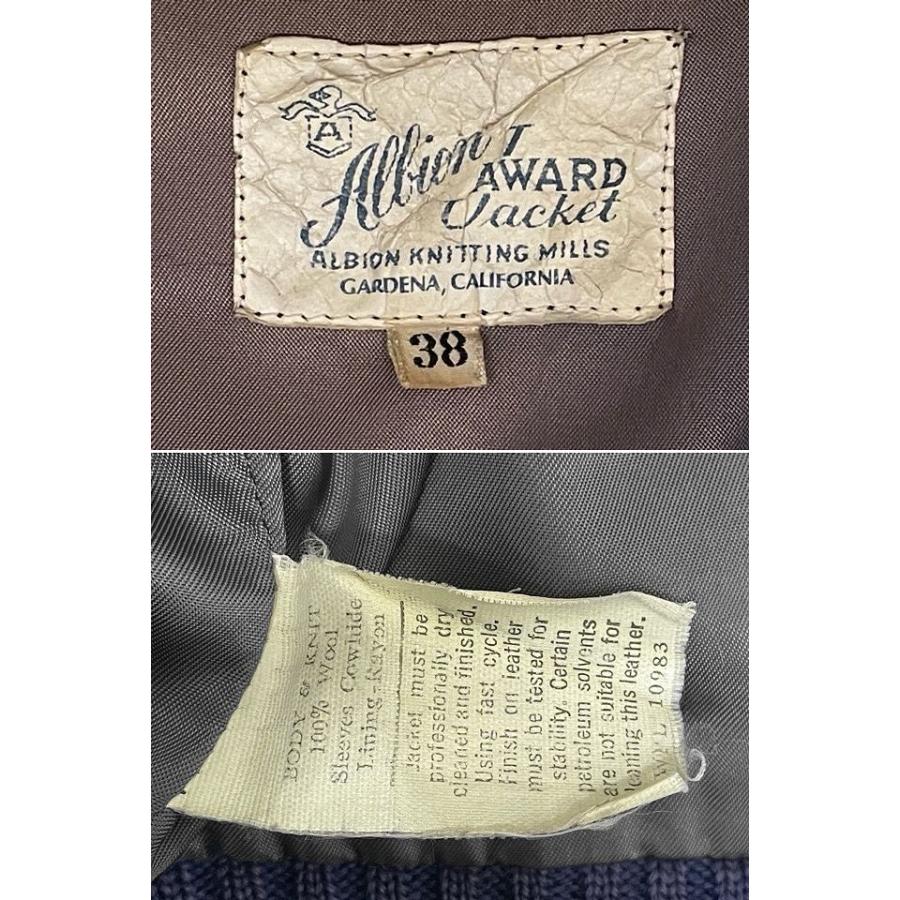 A
Albion
AWARD
Jacket
ALBION KNITTING MILLS
GARDENA, CALIFORNIA
38
BODY & KNIT
100% Wool
Sleeves Cowhide
Lining-Rayon
Jacket must be
professionally dry
cleaned and finished.
Using fast cycle.
Finish on leather
must be tested for
stability. Certain
patroleum solvents
are not suitable for
leaning this leather.
WPL 10983